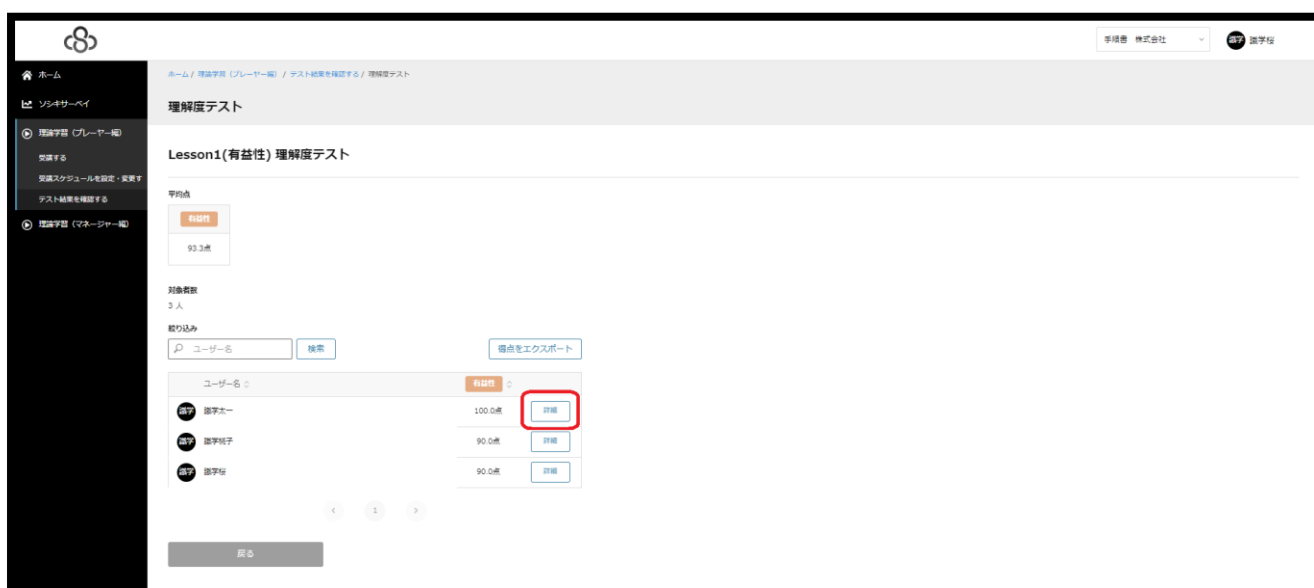 手順書 株式会社
識学 識学桜
ホーム
ソシキサーベイ
理論学習（プレーヤー編）
受講する
受講スケジュールを設定・変更す
テスト結果を確認する
理論学習（マネージャー編）
ホーム / 理論学習（プレーヤー編） / テスト結果を確認する / 理解度テスト
理解度テスト
Lesson1(有益性) 理解度テスト
平均点
有益性
93.3点
対象者数
3 人
絞り込み
ユーザー名 検索 得点をエクスポート
ユーザー名 有益性
識学 識学太一 100.0点 詳細
識学 識学桃子 90.0点 詳細
識学 識学桜 90.0点 詳細
1
戻る